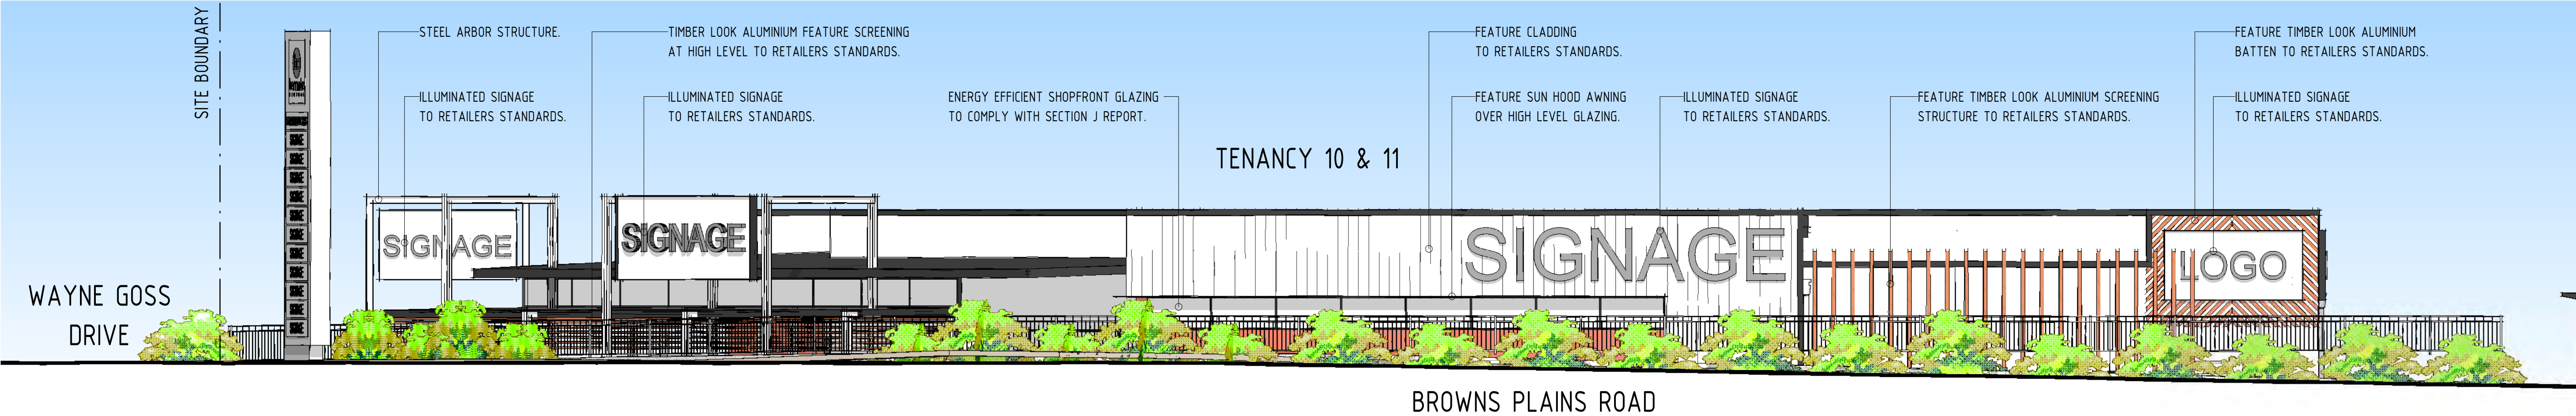 SITE BOUNDARY
STEEL ARBOR STRUCTURE.
ILLUMINATED SIGNAGE
TO RETAILERS STANDARDS.
TIMBER LOOK ALUMINIUM FEATURE SCREENING
AT HIGH LEVEL TO RETAILERS STANDARDS.
ILLUMINATED SIGNAGE
TO RETAILERS STANDARDS.
ENERGY EFFICIENT SHOPFRONT GLAZING
TO COMPLY WITH SECTION J REPORT.
FEATURE CLADDING
TO RETAILERS STANDARDS.
FEATURE SUN HOOD AWNING
OVER HIGH LEVEL GLAZING.
ILLUMINATED SIGNAGE
TO RETAILERS STANDARDS.
FEATURE TIMBER LOOK ALUMINIUM SCREENING
STRUCTURE TO RETAILERS STANDARDS.
FEATURE TIMBER LOOK ALUMINIUM
BATTEN TO RETAILERS STANDARDS.
ILLUMINATED SIGNAGE
TO RETAILERS STANDARDS.
TENANCY 10 & 11
SIGNAGE
SIGNAGE
SIGNAGE
LOGO
WAYNE GOSS
DRIVE
BROWNS PLAINS ROAD